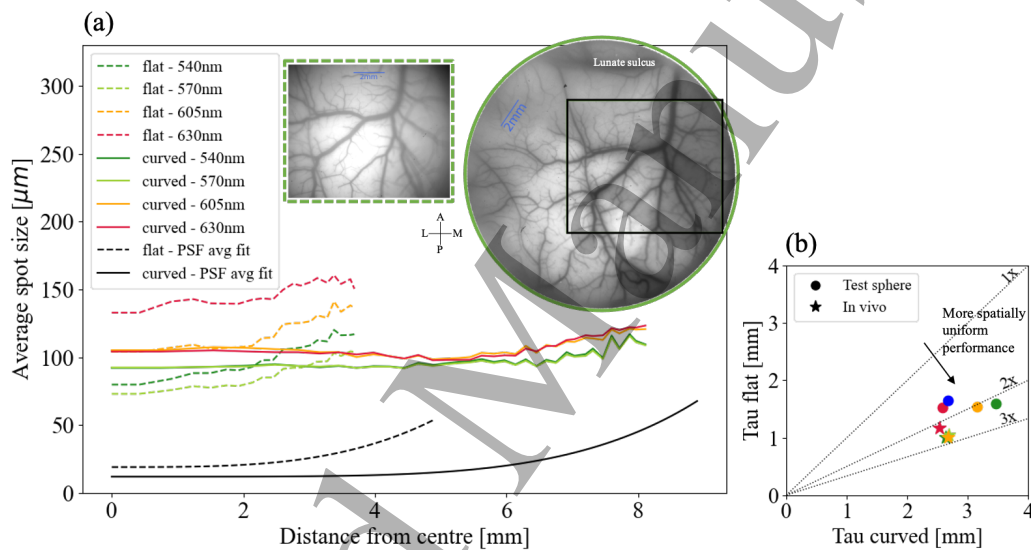 (a)
Average spot size [μm]
300
250
200
150
100
50
0
flat - 540nm
flat - 570nm
flat - 605nm
flat - 630nm
curved - 540nm
curved - 570nm
curved - 605nm
curved - 630nm
flat - PSF avg fit
curved - PSF avg fit
2mm
Lunate sulcus
2mm
A
L M
P
0 2 4 6 8
Distance from centre [mm]
(b)
Tau flat [mm]
4
3
2
1
0
Test sphere
In vivo
1x
More spatially
uniform
performance
2x
3x
0 1 2 3 4
Tau curved [mm]